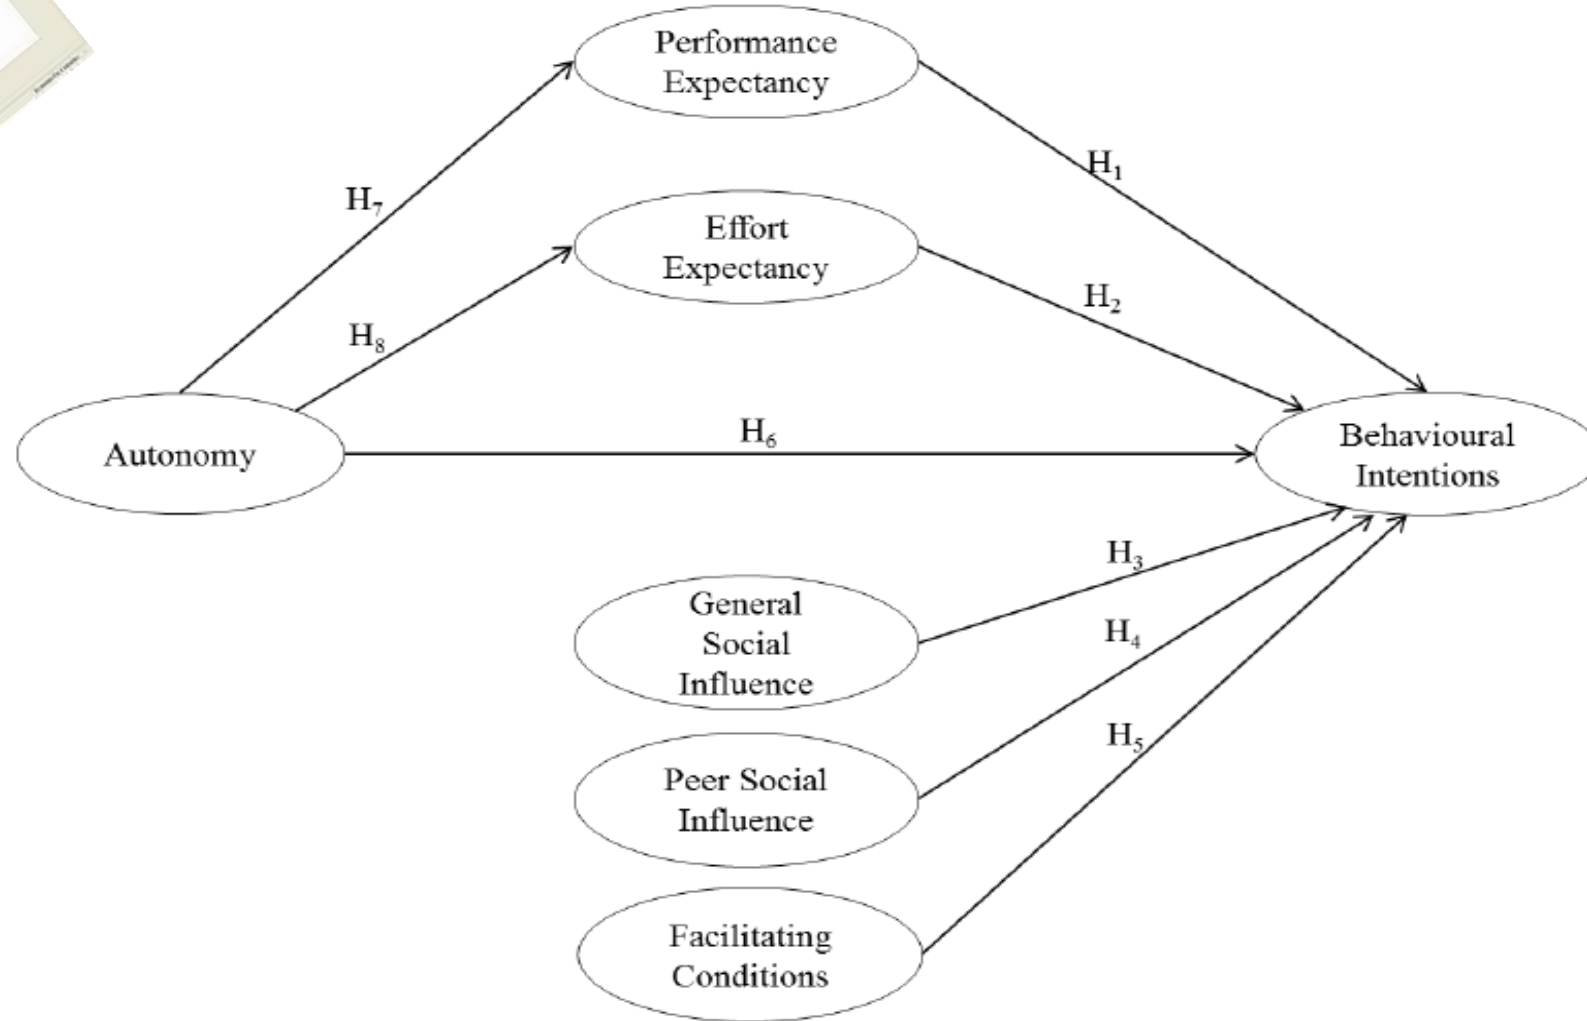 Performance
Expectancy
H₁
H₇
Effort
Expectancy
H₂
H₈
Autonomy
H₆
Behavioural
Intentions
H₃
General
Social
Influence
H₄
Peer Social
Influence
H₅
Facilitating
Conditions